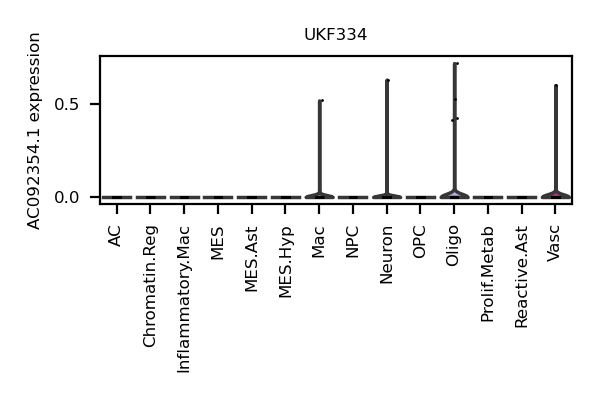 UKF334
AC092354.1 expression
0.5
0.0
AC
Chromatin.Reg
Inflammatory.Mac
MES
MES.Ast
MES.Hyp
Mac
NPC
Neuron
OPC
Oligo
Prolif.Metab
Reactive.Ast
Vasc